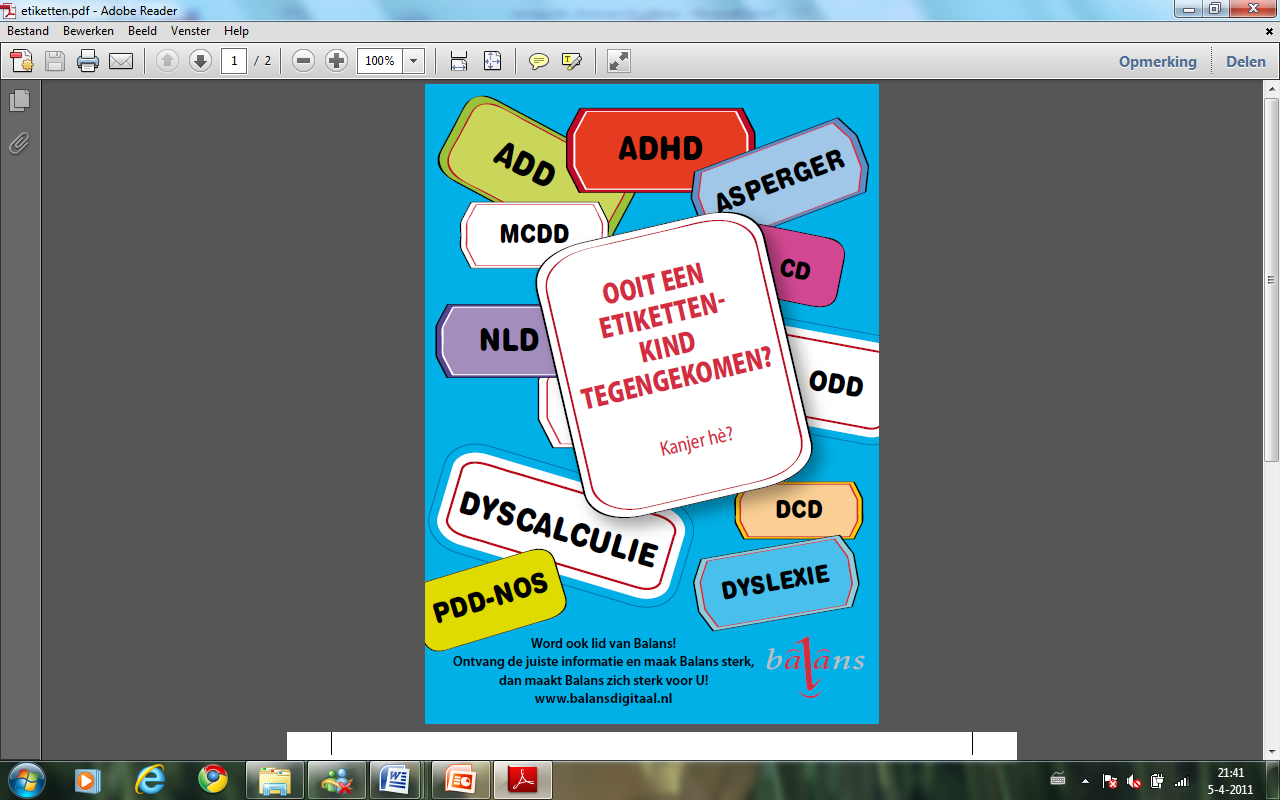 etiketten.pdf - Adobe Reader
Bestand Bewerken Beeld Venster Help
1 / 2 100% Opmerking Delen
ADD
ADHD
ASPERGER
MCDD
CD
NLD
ODD
OOIT EEN
ETIKETTEN-
KIND
TEGENGEKOMEN?
Kanjer hè?
DYSCALCULIE
DCD
PDD-NOS
DYSLEXIE
Word ook lid van Balans!
Ontvang de juiste informatie en maak Balans sterk,
dan maakt Balans zich sterk voor U!
www.balansdigitaal.nl
balans
21:41
5-4-2011